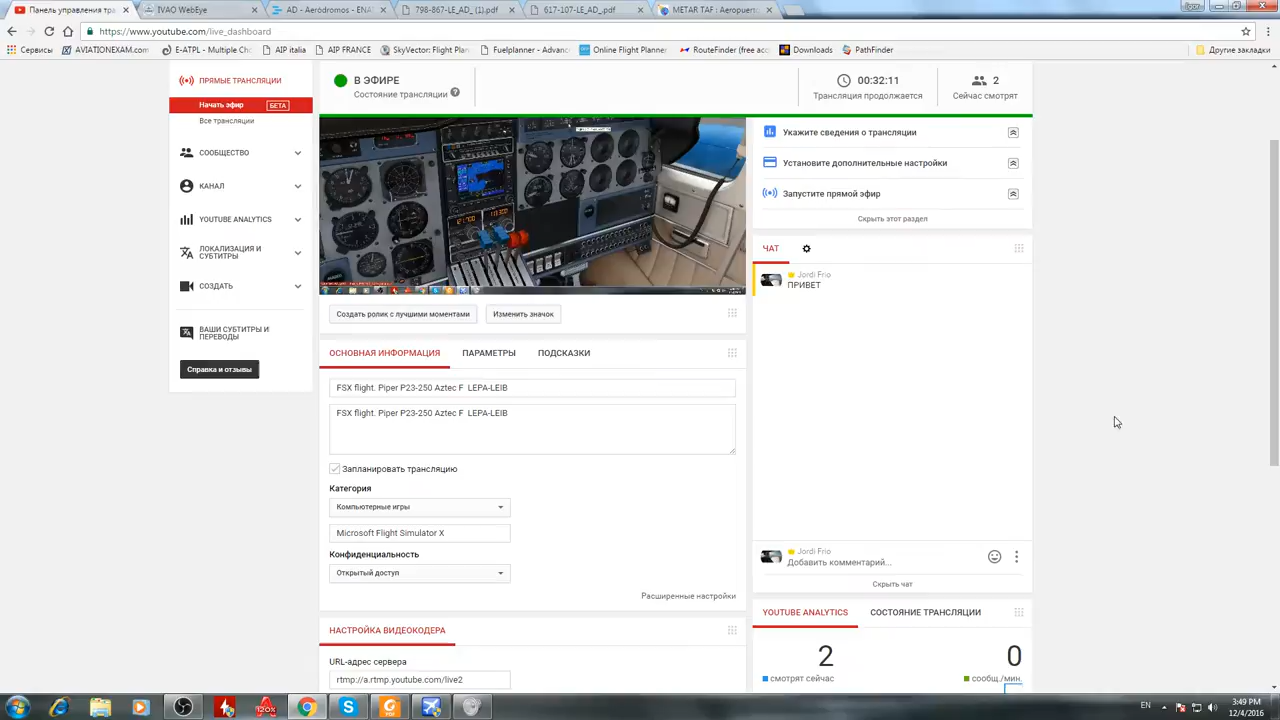 YouTube - прямая тра
IVAO WebEye
AD - Aeródromos - ENA
798-867-LE_AD_(1).pdf
617-107-LE_AD_.pdf
METAR TAF : Aeropuert
https://www.youtube.com/live_dashboard
Сервисы
AVIATIONEXAM.com
E-ATPL
AIP italia
AIP FRANCE
SkyVector: Flight Plan
Fuelplanner - Advanc
Online Flight Planner
RouteFinder (free acc
Downloads
PathFinder
Другие закладки
ПРЯМЫЕ ТРАНСЛЯЦИИ
Начать эфир
БЕТА
Все трансляции
СООБЩЕСТВО
КАНАЛ
YOUTUBE ANALYTICS
ЛОКАЛИЗАЦИЯ И
СУБТИТРЫ
СОЗДАТЬ
ВАШИ СУБТИТРЫ И
ПЕРЕВОДЫ
Справка и отзывы
В ЭФИРЕ
Состояние трансляции
00:32:11
Трансляция продолжается
2
Сейчас смотрят
Создать ролик с лучшими моментами
Изменить значок
ОСНОВНАЯ ИНФОРМАЦИЯ
ПАРАМЕТРЫ
ПОДСКАЗКИ
FSX flight. Piper P23-250 Aztec F LEPA-LEIB
FSX flight. Piper P23-250 Aztec F LEPA-LEIB
Запланировать трансляцию
Категория
Компьютерные игры
Microsoft Flight Simulator X
Конфиденциальность
Открытый доступ
Расширенные настройки
НАСТРОЙКА ВИДЕОКОДЕРА
URL-адрес сервера
rtmp://a.rtmp.youtube.com/live2
Укажите сведения о трансляции
Установите дополнительные настройки
Запустите прямой эфир
Скрыть этот раздел
ЧАТ
Jordi Frio
ПРИВЕТ
Jordi Frio
Добавить комментарий...
Скрыть чат
YOUTUBE ANALYTICS
СОСТОЯНИЕ ТРАНСЛЯЦИИ
2
смотрят сейчас
0
сообщ./мин.
EN
3:49 PM
12/4/2016